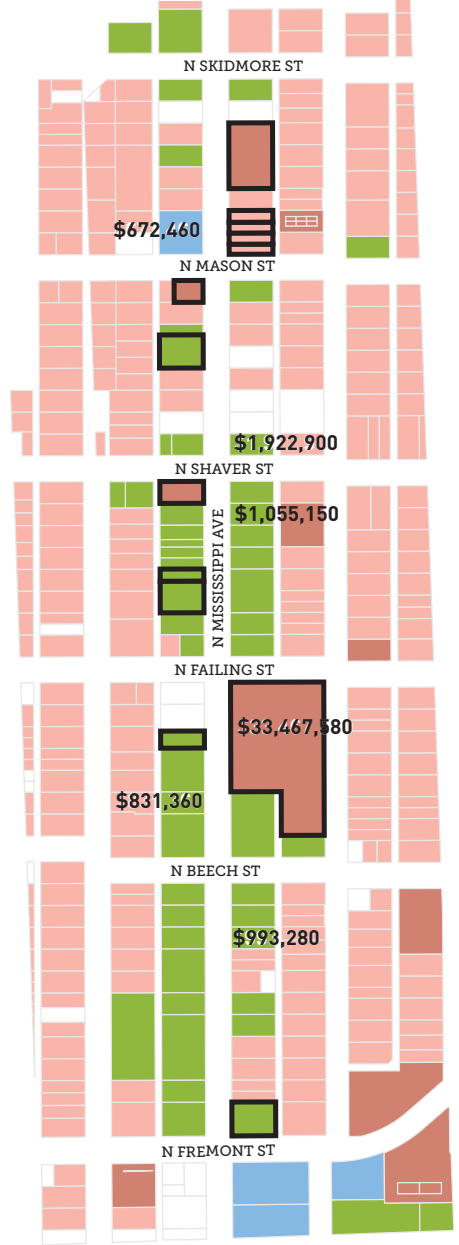 N SKIDMORE ST
$672,460
N MASON ST
$1,922,900
N SHAVER ST
$1,055,150
N MISSISSIPPI AVE
N FAILING ST
$33,467,580
$831,360
N BEECH ST
$993,280
N FREMONT ST